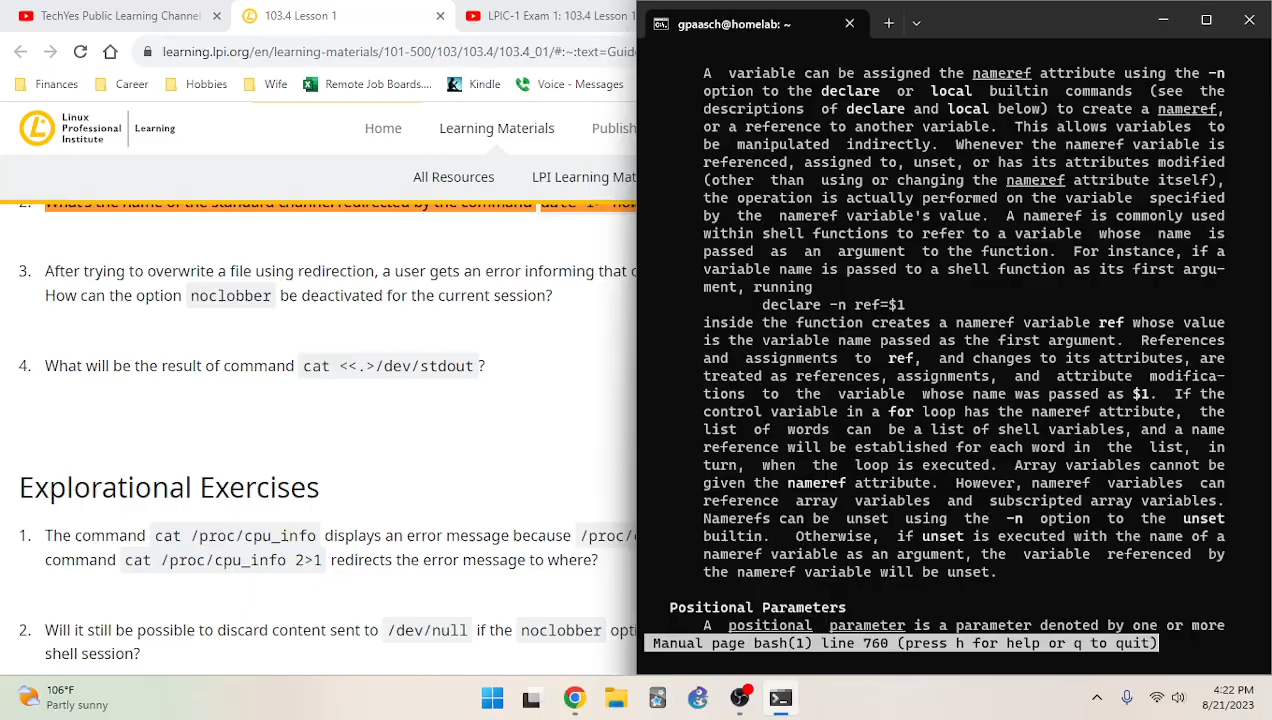 TechYes Public Learning Channel
103.4 Lesson 1
LPIC-1 Exam 1: 103.4 Lesson 1
gpaasch@homelab: ~
learning.lpi.org/en/learning-materials/101-500/103/103.4/103.4_01/#:~:text=Guide
Finances
Career
Hobbies
Wife
Remote Job Boards....
Kindle
Voice - Messages
Linux
Professional
Institute
Learning
Home
Learning Materials
Publish
All Resources
LPI Learning Mat
2. What's the name of the standard channel redirected by the command date 1> now
3. After trying to overwrite a file using redirection, a user gets an error informing that o
How can the option noclobber be deactivated for the current session?
4. What will be the result of command cat <<.>/dev/stdout?
Explorational Exercises
1. The command cat /proc/cpu_info displays an error message because /proc/c
command cat /proc/cpu_info 2>1 redirects the error message to where?
2. Will it still be possible to discard content sent to /dev/null if the noclobber opti
shell session?
A variable can be assigned the nameref attribute using the -n
option to the declare or local builtin commands (see the
descriptions of declare and local below) to create a nameref,
or a reference to another variable. This allows variables to
be manipulated indirectly. Whenever the nameref variable is
referenced, assigned to, unset, or has its attributes modified
(other than using or changing the nameref attribute itself),
the operation is actually performed on the variable specified
by the nameref variable's value. A nameref is commonly used
within shell functions to refer to a variable whose name is
passed as an argument to the function. For instance, if a
variable name is passed to a shell function as its first argu-
ment, running
declare -n ref=$1
inside the function creates a nameref variable ref whose value
is the variable name passed as the first argument. References
and assignments to ref, and changes to its attributes, are
treated as references, assignments, and attribute modifica-
tions to the variable whose name was passed as $1. If the
control variable in a for loop has the nameref attribute, the
list of words can be a list of shell variables, and a name
reference will be established for each word in the list, in
turn, when the loop is executed. Array variables cannot be
given the nameref attribute. However, nameref variables can
reference array variables and subscripted array variables.
Namerefs can be unset using the -n option to the unset
builtin. Otherwise, if unset is executed with the name of a
nameref variable as an argument, the variable referenced by
the nameref variable will be unset.
Positional Parameters
A positional parameter is a parameter denoted by one or more
Manual page bash(1) line 760 (press h for help or q to quit)
106°F
Partly sunny
4:22 PM
8/21/2023